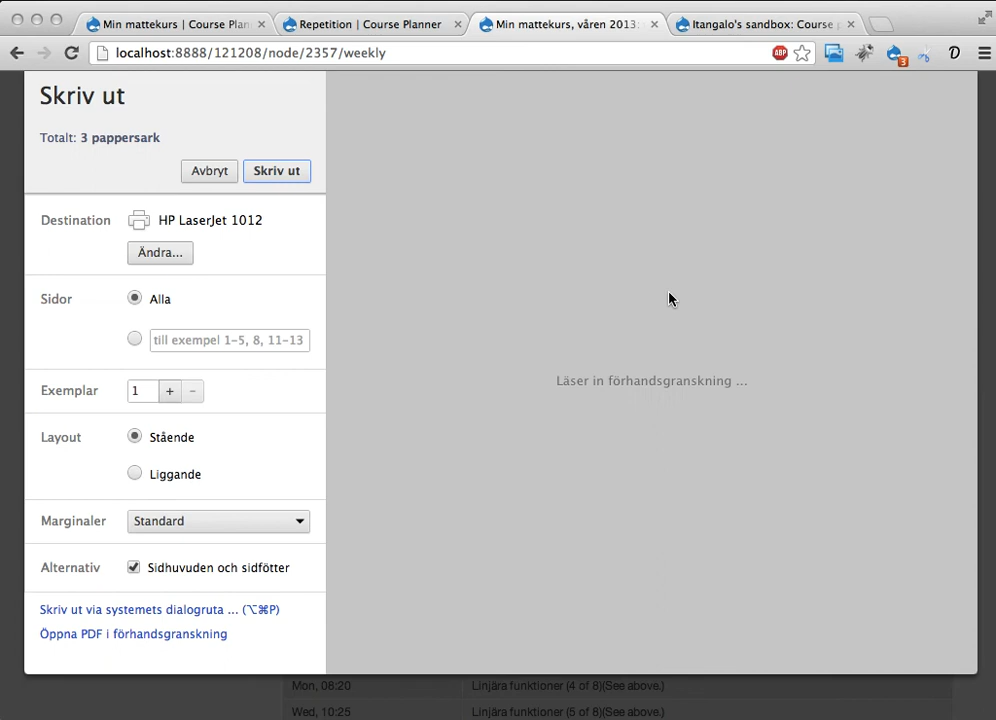 Min mattekurs | Course Plan
Repetition | Course Planner
Min mattekurs, våren 2013:
Itangalo's sandbox: Course
localhost:8888/121208/node/2357/weekly
ABP
3
D
Skriv ut
Totalt: 3 pappersark
Avbryt
Skriv ut
Destination
HP LaserJet 1012
Ändra...
Sidor
Alla
till exempel 1-5, 8, 11-13
Exemplar
1 + -
Layout
Stående
Liggande
Marginaler
Standard
Alternativ
Sidhuvuden och sidfötter
Skriv ut via systemets dialogruta ... (⌥⌘P)
Öppna PDF i förhandsgranskning
Läser in förhandsgranskning ...
Mon, 08:20 Linjära funktioner (4 of 8)(See above.)
Wed, 10:25 Linjära funktioner (5 of 8)(See above.)